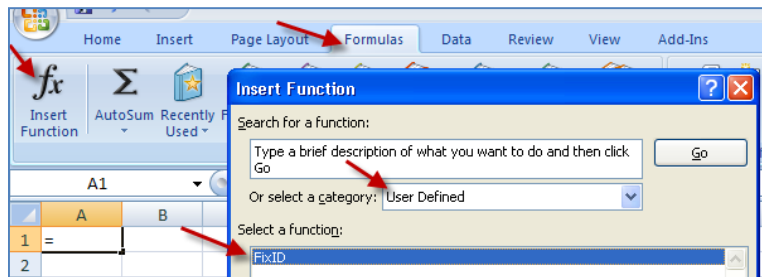 Home Insert Page Layout Formulas Data Review View Add-Ins
fx Σ
Insert Function
AutoSum
Recently Used
F
Insert Function
Search for a function:
Type a brief description of what you want to do and then click
Go
Go
Or select a category: User Defined
Select a function:
FixID
A1
A B
1 =
2